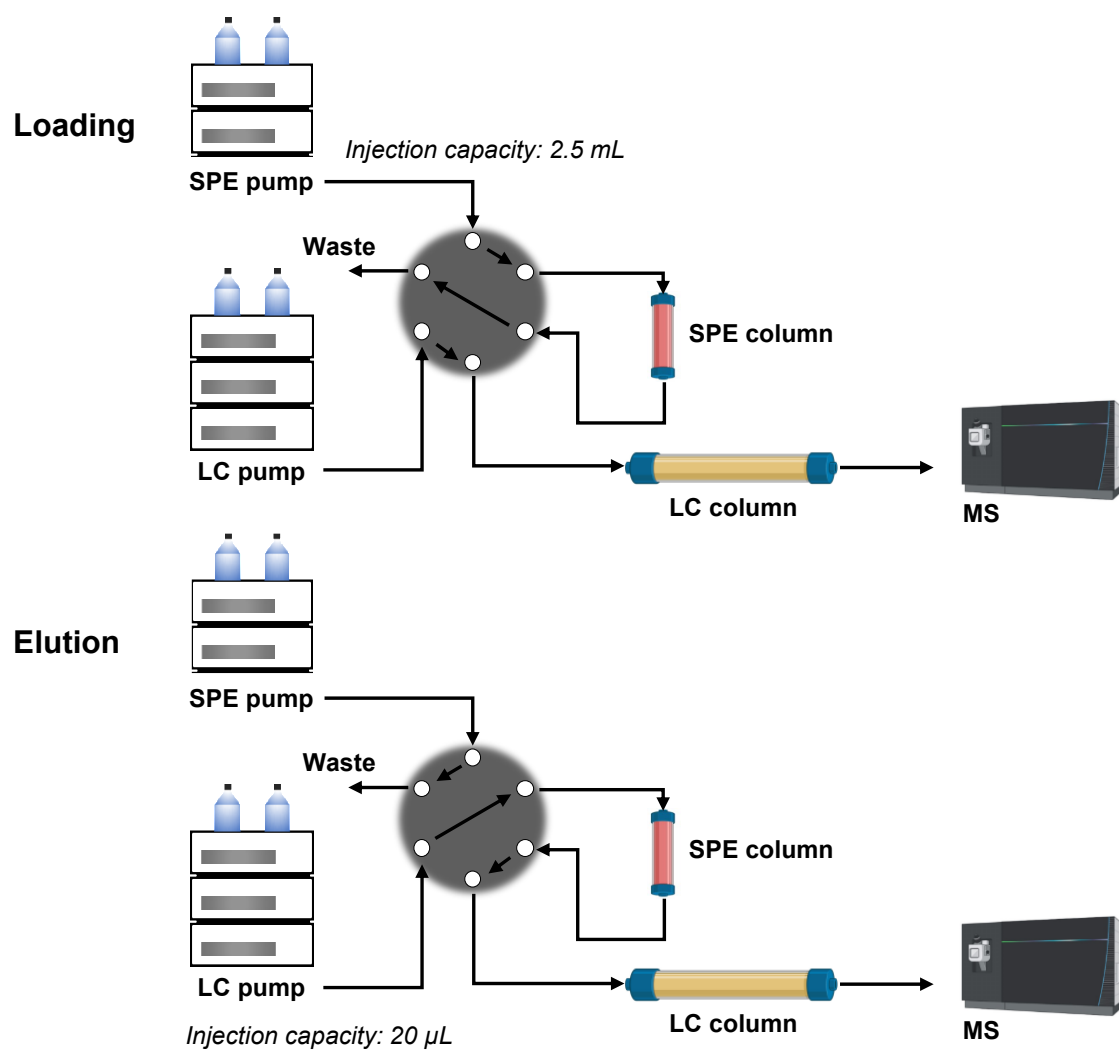 Loading
Injection capacity: 2.5 mL
SPE pump
Waste
SPE column
LC pump
LC column
MS
Elution
SPE pump
Waste
SPE column
LC pump
LC column
MS
Injection capacity: 20 µL